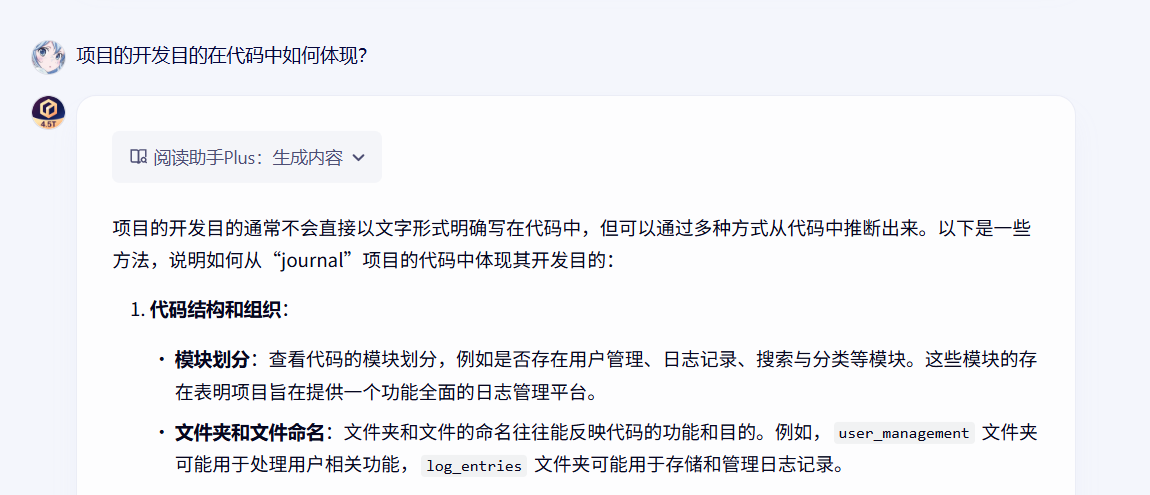 项目的开发目的在代码中如何体现？
4.5T
阅读助手Plus：生成内容
项目的开发目的通常不会直接以文字形式明确写在代码中，但可以通过多种方式从代码中推断出来。以下是一些
方法，说明如何从“journal”项目的代码中体现其开发目的：
1. 代码结构和组织：
• 模块划分：查看代码的模块划分，例如是否存在用户管理、日志记录、搜索与分类等模块。这些模块的存
在表明项目旨在提供一个功能全面的日志管理平台。
• 文件夹和文件命名：文件夹和文件的命名往往能反映代码的功能和目的。例如， user_management 文件夹
可能用于处理用户相关功能， log_entries 文件夹可能用于存储和管理日志记录。